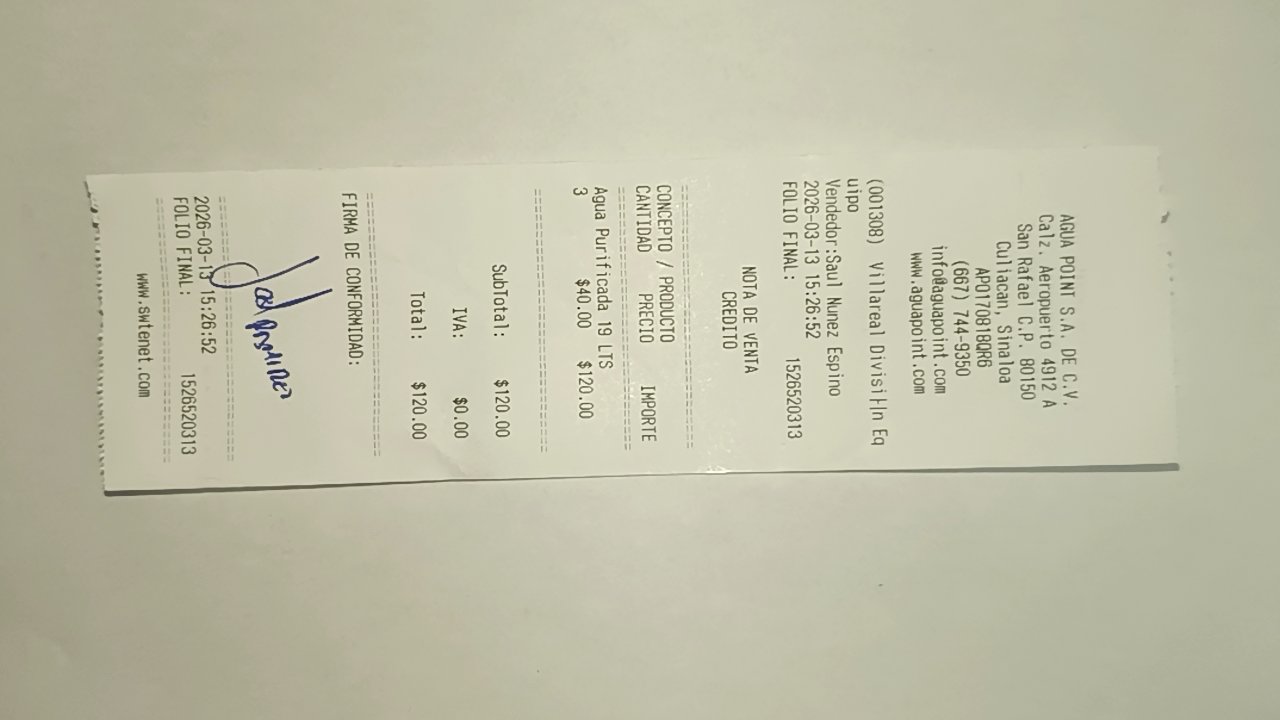 AGUA POINT S.A. DE C.V.
Calz. Aeropuerto 4912 A
San Rafael C.P. 80150
Culiacan, Sinaloa
APO170818QR6
(667) 744-9350
info@aguapoint.com
www.aguapoint.com
(001308) Villareal Divisi├│n Eq
uipo
Vendedor:Saul Nunez Espino
2026-03-13 15:26:52
FOLIO FINAL: 1526520313
NOTA DE VENTA
CREDITO
CONCEPTO / PRODUCTO
CANTIDAD PRECIO IMPORTE
Agua Purificada 19 LTS
3 $40.00 $120.00
SubTotal: $120.00
IVA: $0.00
Total: $120.00
FIRMA DE CONFORMIDAD:
2026-03-13 15:26:52
FOLIO FINAL: 1526520313
www.swtenet.com